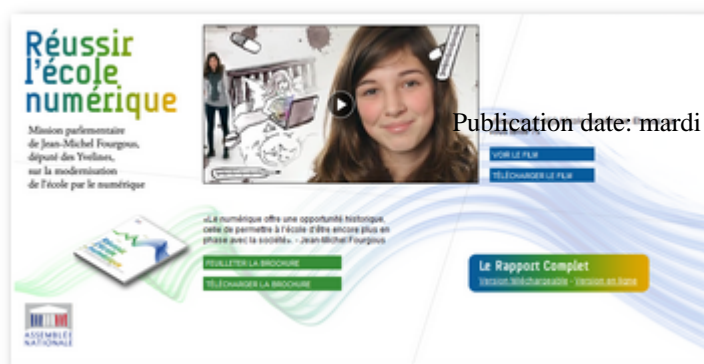 Réussir
l'école
numérique
Mission parlementaire
de Jean-Michel Fourgous,
député des Yvelines,
sur la modernisation
de l'école par le numérique
Publication date: mardi
VOIR LE FILM
TÉLÉCHARGER LE FILM
«Le numérique offre une opportunité historique,
celle de permettre à l'école d'être encore plus en
phase avec la société». - Jean-Michel Fourgous
FEUILLETER LA BROCHURE
TÉLÉCHARGER LA BROCHURE
Réussir
l'école
numérique
Le Rapport Complet
Version téléchargeable - Version en ligne
ASSEMBLÉE
NATIONALE